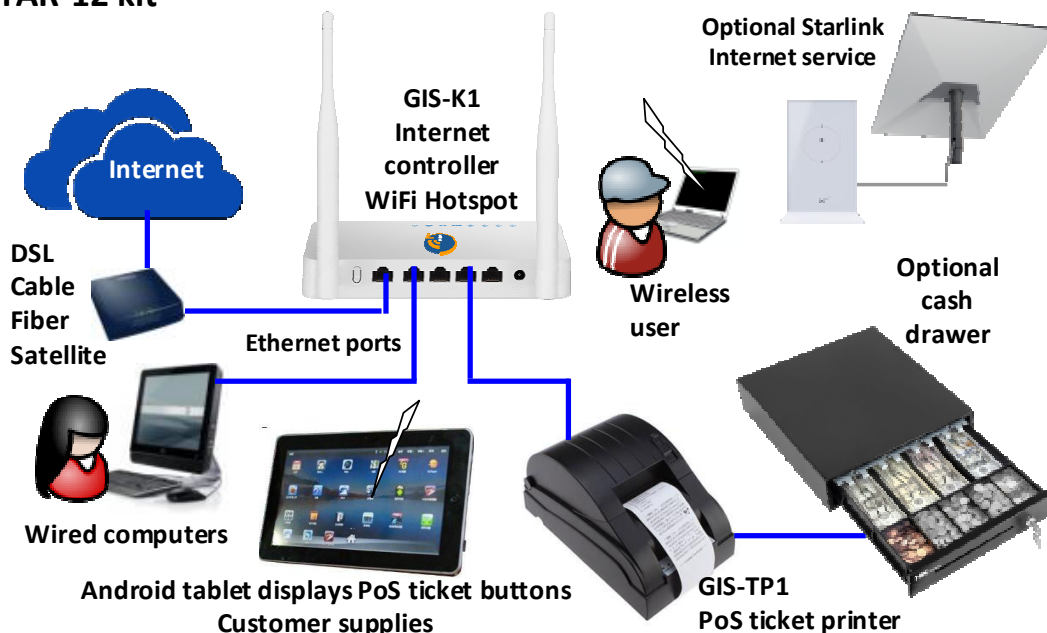 TAR-12 kit
Optional Starlink
Internet service
GIS-K1
Internet
controller
WiFi Hotspot
Internet
DSL
Cable
Fiber
Satellite
Ethernet ports
Wireless
user
Optional
cash
drawer
Wired computers
Android tablet displays PoS ticket buttons
Customer supplies
GIS-TP1
PoS ticket printer